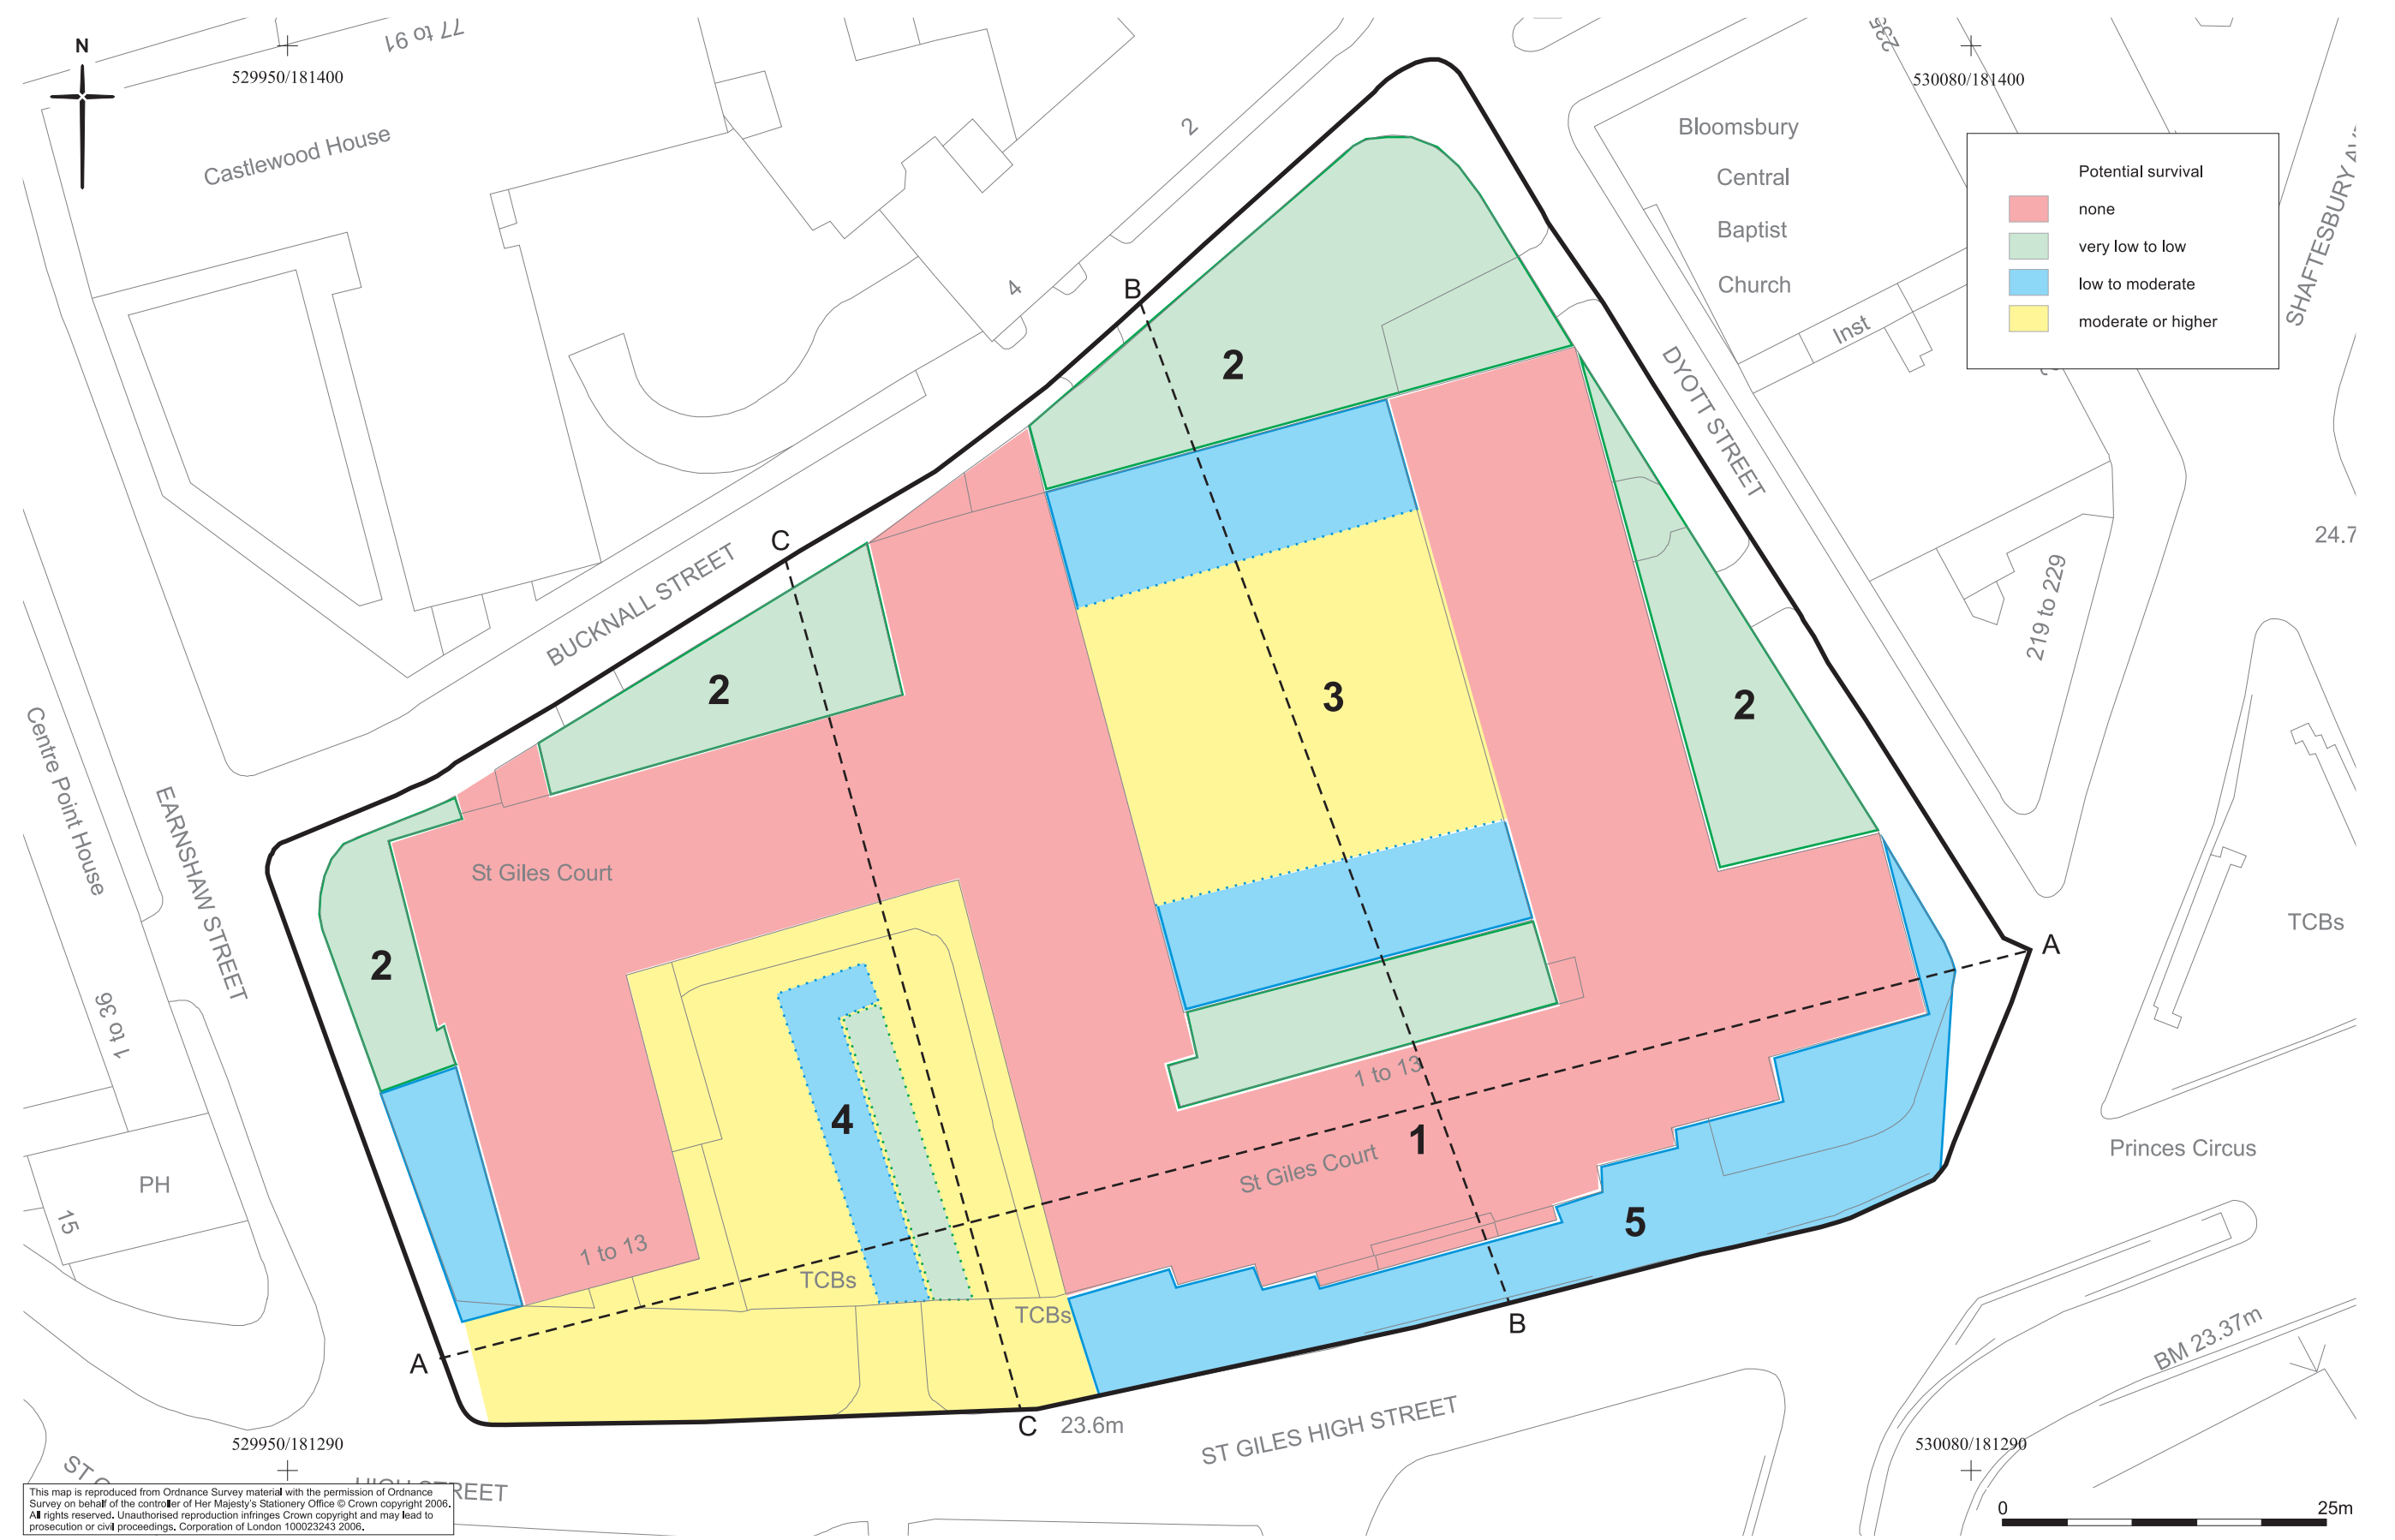 77 to 91
235
N
529950/181400
530080/181400
Castlewood House
2
Bloomsbury
Central
Baptist
Church
Potential survival
none
very low to low
low to moderate
moderate or higher
SHAFTESBURY
4
B
Inst
2
DYOTT STREET
24.7
C
BUCKNALL STREET
219 to 229
2
3
2
Centre Point House
EARNSHAW STREET
St Giles Court
2
TCBs
A
1 to 36
1 to 13
4
1
Princes Circus
St Giles Court
PH
15
5
1 to 13
TCBs
TCBs
B
BM 23.37m
A
C
23.6m
ST GILES HIGH STREET
529950/181290
530080/181290
This map is reproduced from Ordnance Survey material with the permission of Ordnance
Survey on behalf of the controller of Her Majesty's Stationery Office © Crown copyright 2006.
All rights reserved. Unauthorised reproduction infringes Crown copyright and may lead to
prosecution or civil proceedings. Corporation of London 100023243 2006.
0 25m